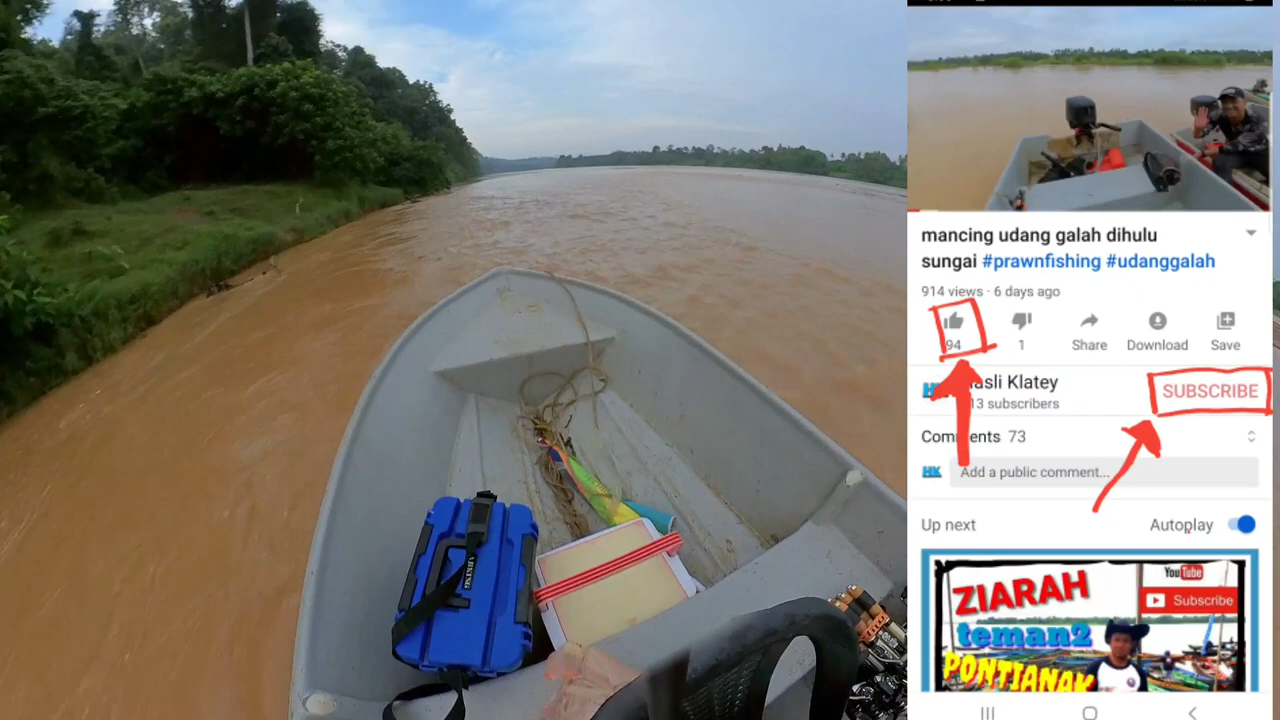 mancing udang galah dihulu
sungai #prawnfishing #udanggalah
914 views · 6 days ago
94
1
Share
Download
Save
asli Klatey
SUBSCRIBE
13 subscribers
Comments 73
HK
Add a public comment...
Up next
Autoplay
ZIARAH
teman2
PONTIANAK
YouTube
Subscribe